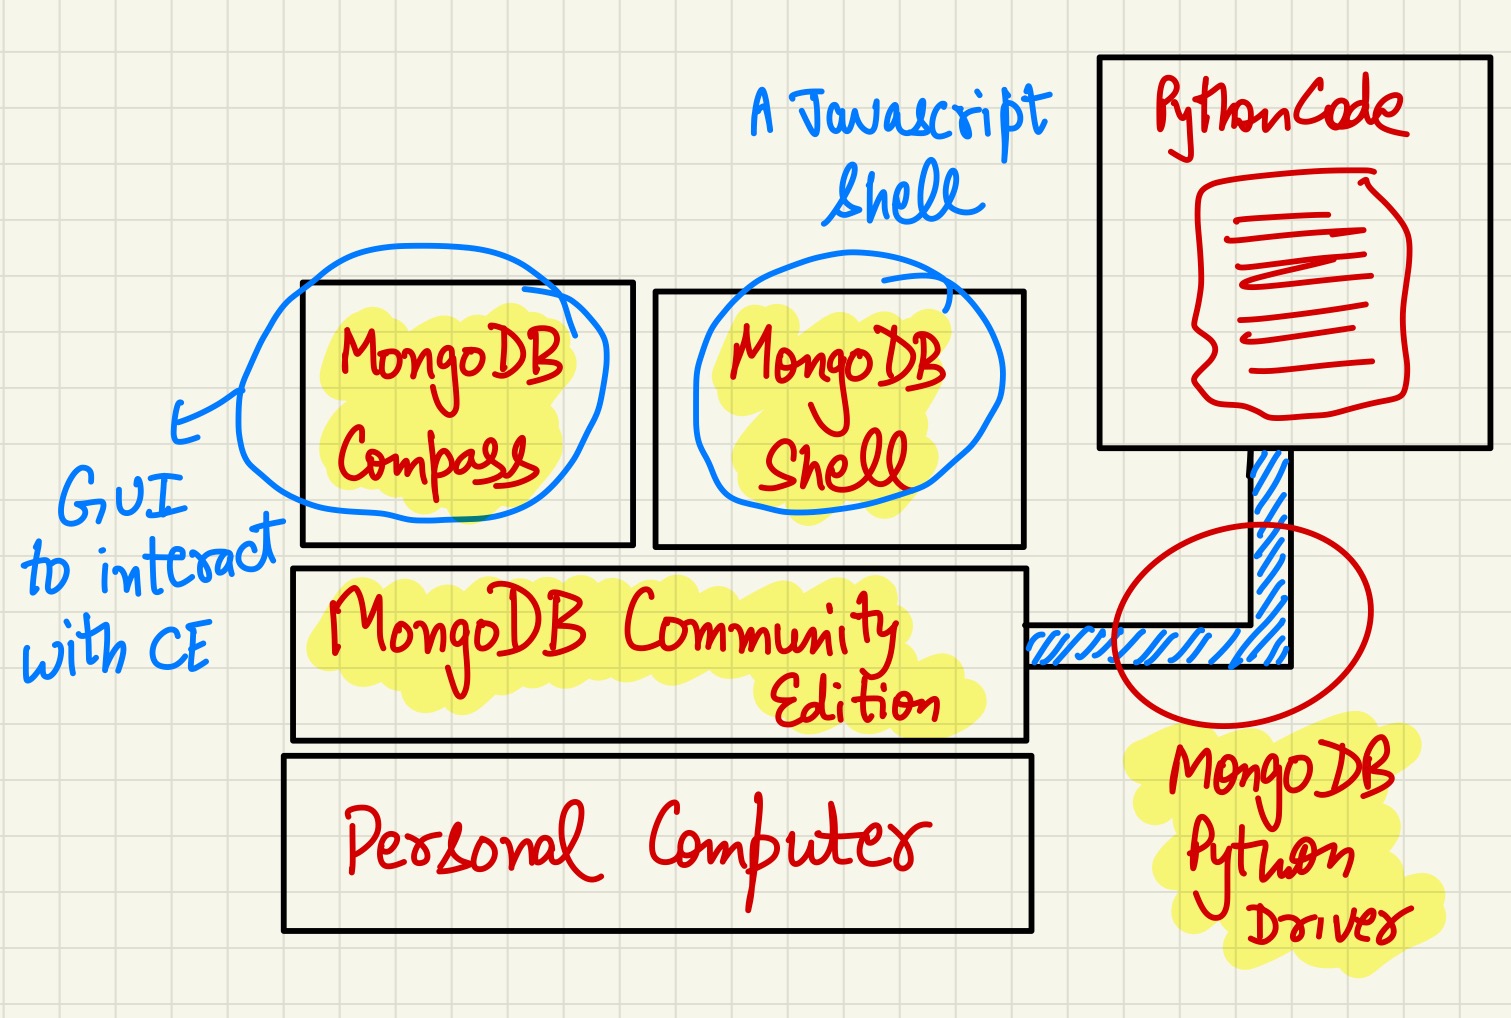 A Javascript
Shell
Python Code
MongoDB
Compass
MongoDB
Shell
GUI
to interact
with CE
MongoDB Community
Edition
Personal Computer
MongoDB
Python
Driver